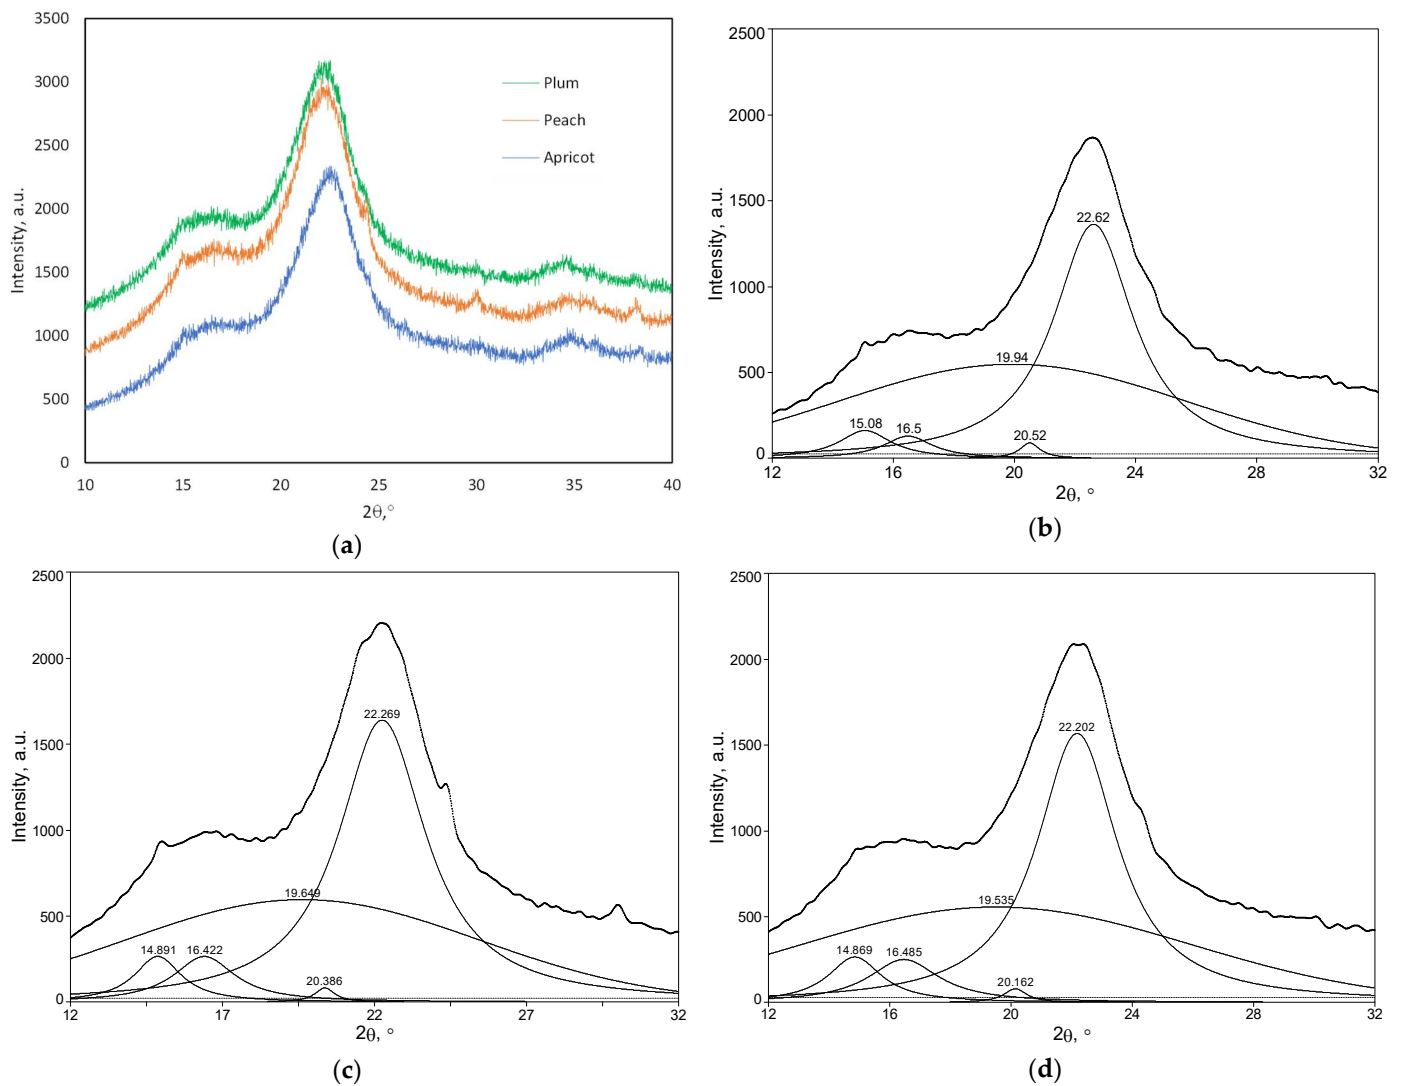 3500
3000
2500
2000
1500
1000
500
0
Intensity, a.u.
Plum
Peach
Apricot
10 15 20 25 30 35 40
2θ,°
(a)
2500
2000
1500
1000
500
0
Intensity, a.u.
22.62
19.94
15.08
16.5
20.52
12 16 20 24 28 32
2θ, °
(b)
2500
2000
1500
1000
500
0
Intensity, a.u.
22.269
19.649
14.891 16.422
20.386
12 17 22 27 32
2θ, °
(c)
2500
2000
1500
1000
500
0
Intensity, a.u.
22.202
19.535
14.869
16.485
20.162
12 16 20 24 28 32
2θ, °
(d)